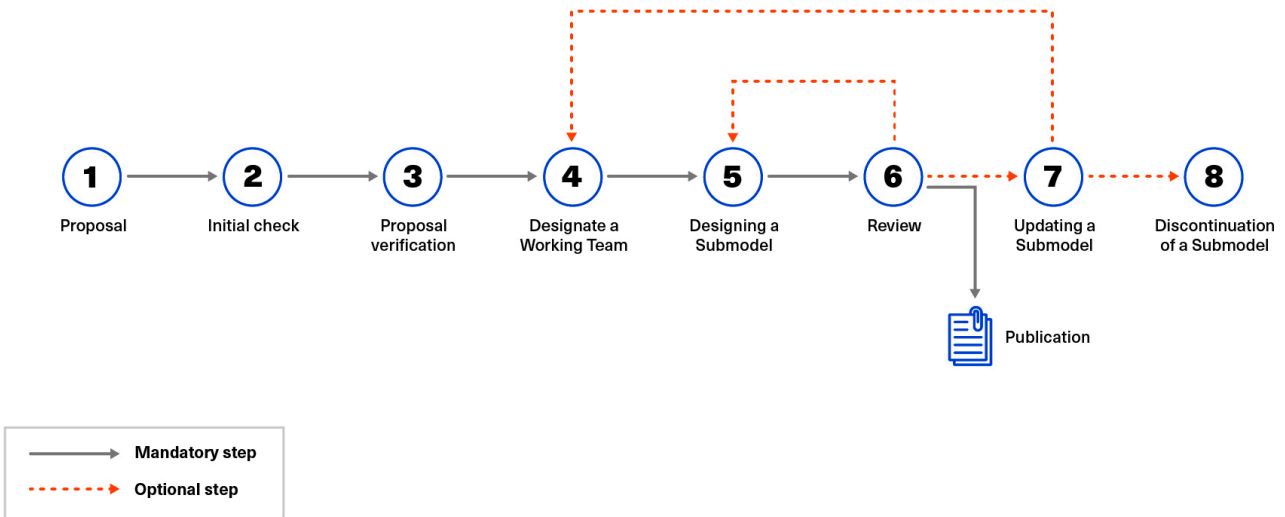 1
2
3
4
5
6
7
8
Proposal
Initial check
Proposal
verification
Designate a
Working Team
Designing a
Submodel
Review
Updating a
Submodel
Discontinuation
of a Submodel
Publication
Mandatory step
Optional step